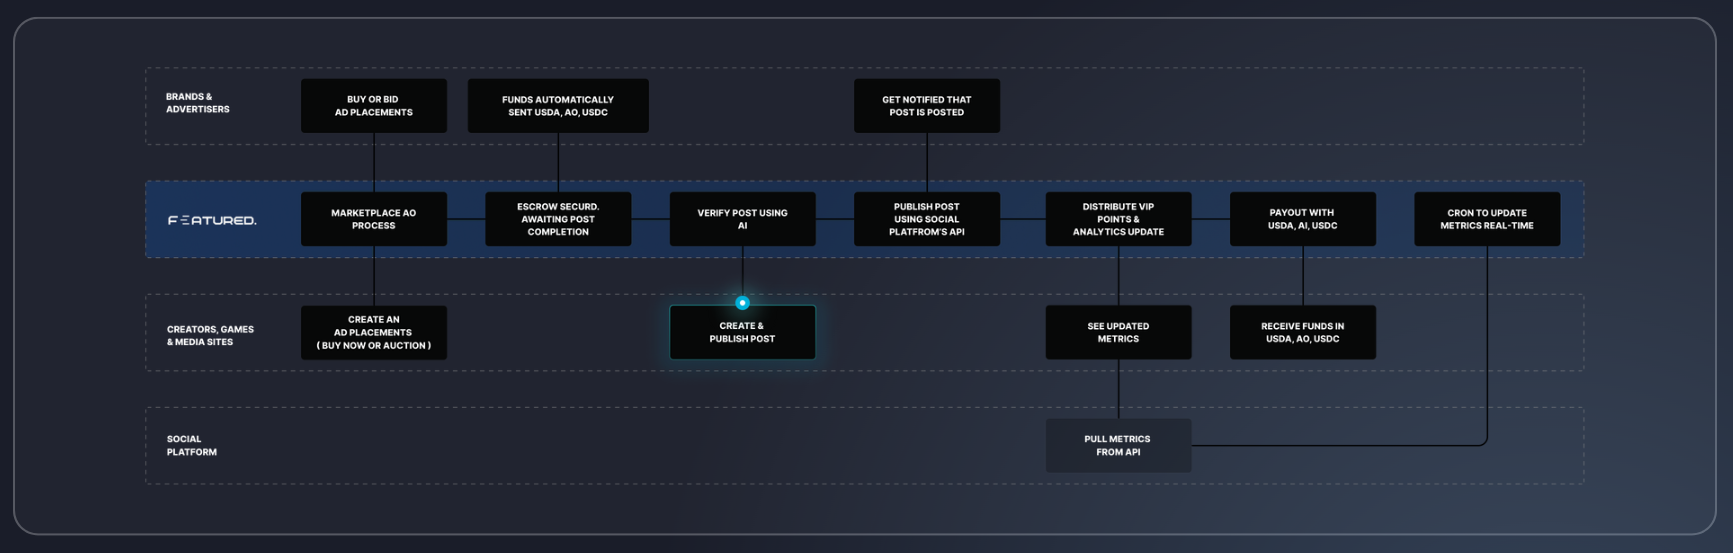 BRANDS &
ADVERTISERS
BUY OR BID
AD PLACEMENTS
FUNDS AUTOMATICALLY
SENT USDA, AO, USDC
GET NOTIFIED THAT
POST IS POSTED
FEATURED.
MARKETPLACE AO
PROCESS
ESCROW SECURD.
AWAITING POST
COMPLETION
VERIFY POST USING
AI
PUBLISH POST
USING SOCIAL
PLATFROM'S API
DISTRIBUTE VIP
POINTS &
ANALYTICS UPDATE
PAYOUT WITH
USDA, AI, USDC
CRON TO UPDATE
METRICS REAL-TIME
CREATORS, GAMES
& MEDIA SITES
CREATE AN
AD PLACEMENTS
( BUY NOW OR AUCTION )
CREATE &
PUBLISH POST
SEE UPDATED
METRICS
RECEIVE FUNDS IN
USDA, AO, USDC
SOCIAL
PLATFORM
PULL METRICS
FROM API